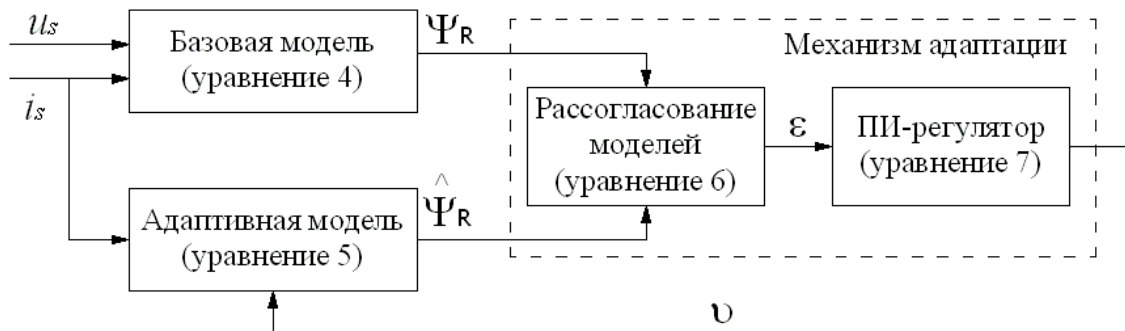 us
Базовая модель
(уравнение 4)
ΨR
Механизм адаптации
is
Рассогласование
моделей
(уравнение 6)
ε
ПИ-регулятор
(уравнение 7)
Адаптивная модель
(уравнение 5)
Ψ̂R
υ